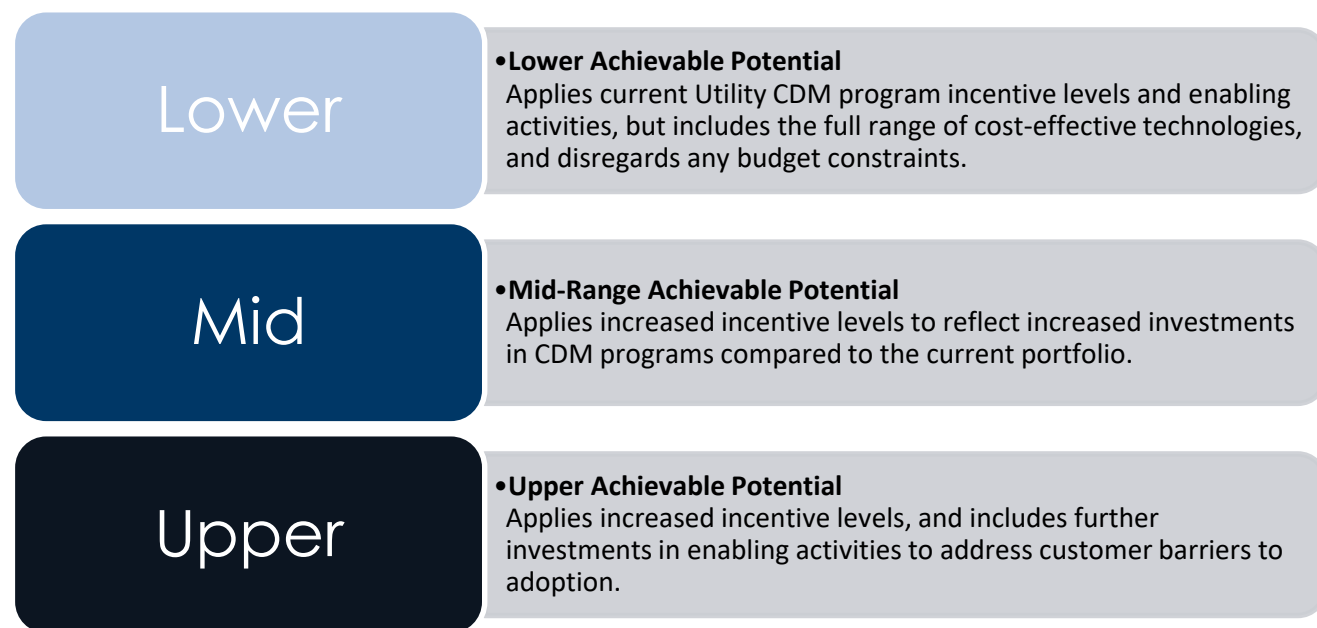 Lower
•Lower Achievable Potential
Applies current Utility CDM program incentive levels and enabling
activities, but includes the full range of cost-effective technologies,
and disregards any budget constraints.
Mid
•Mid-Range Achievable Potential
Applies increased incentive levels to reflect increased investments
in CDM programs compared to the current portfolio.
Upper
•Upper Achievable Potential
Applies increased incentive levels, and includes further
investments in enabling activities to address customer barriers to
adoption.